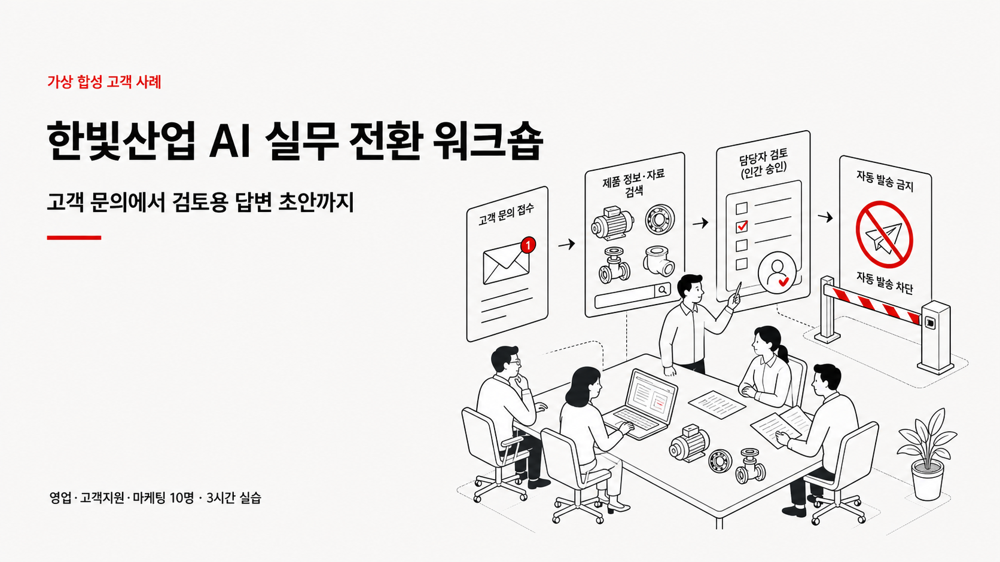 가상 합성 고객 사례
한빛산업 AI 실무 전환 워크숍
고객 문의에서 검토용 답변 초안까지
고객 문의 접수
1
제품 정보·자료
검색
담당자 검토
(인간 송인)
자동 발송 금지
자동 발송 차단
영업·고객지원·마케팅 10명 · 3시간 실습